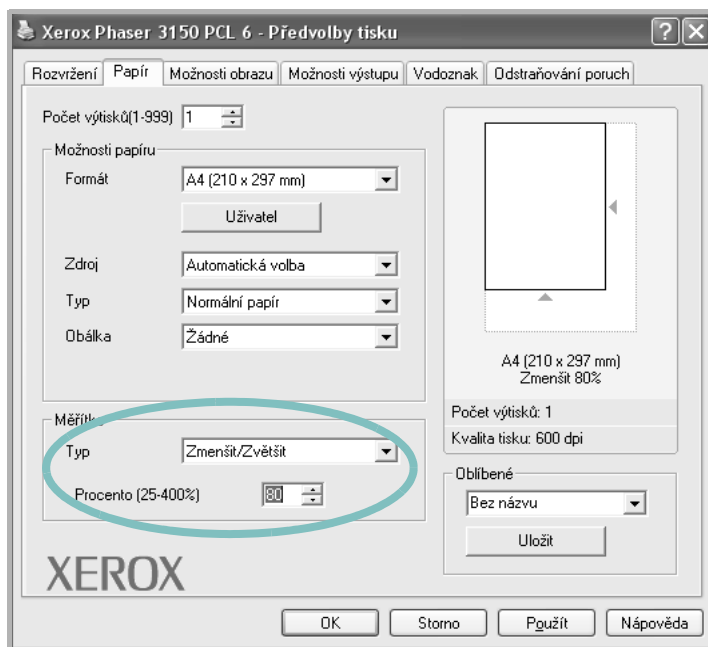 Xerox Phaser 3150 PCL 6 - Předvolby tisku
Rozvržení Papír Možnosti obrazu Možnosti výstupu Vodoznak Odstraňování poruch
Počet výtisků(1-999) 1
Možnosti papíru
Formát A4 (210 x 297 mm)
Uživatel
Zdroj Automatická volba
Typ Normální papír
Obálka Žádné
A4 (210 x 297 mm)
Zmenšit 80%
Počet výtisků: 1
Kvalita tisku: 600 dpi
Měřítko
Typ Zmenšit/Zvětšit
Procento (25-400%) 80
Oblíbené
Bez názvu
Uložit
XEROX
OK Storno Použít Nápověda